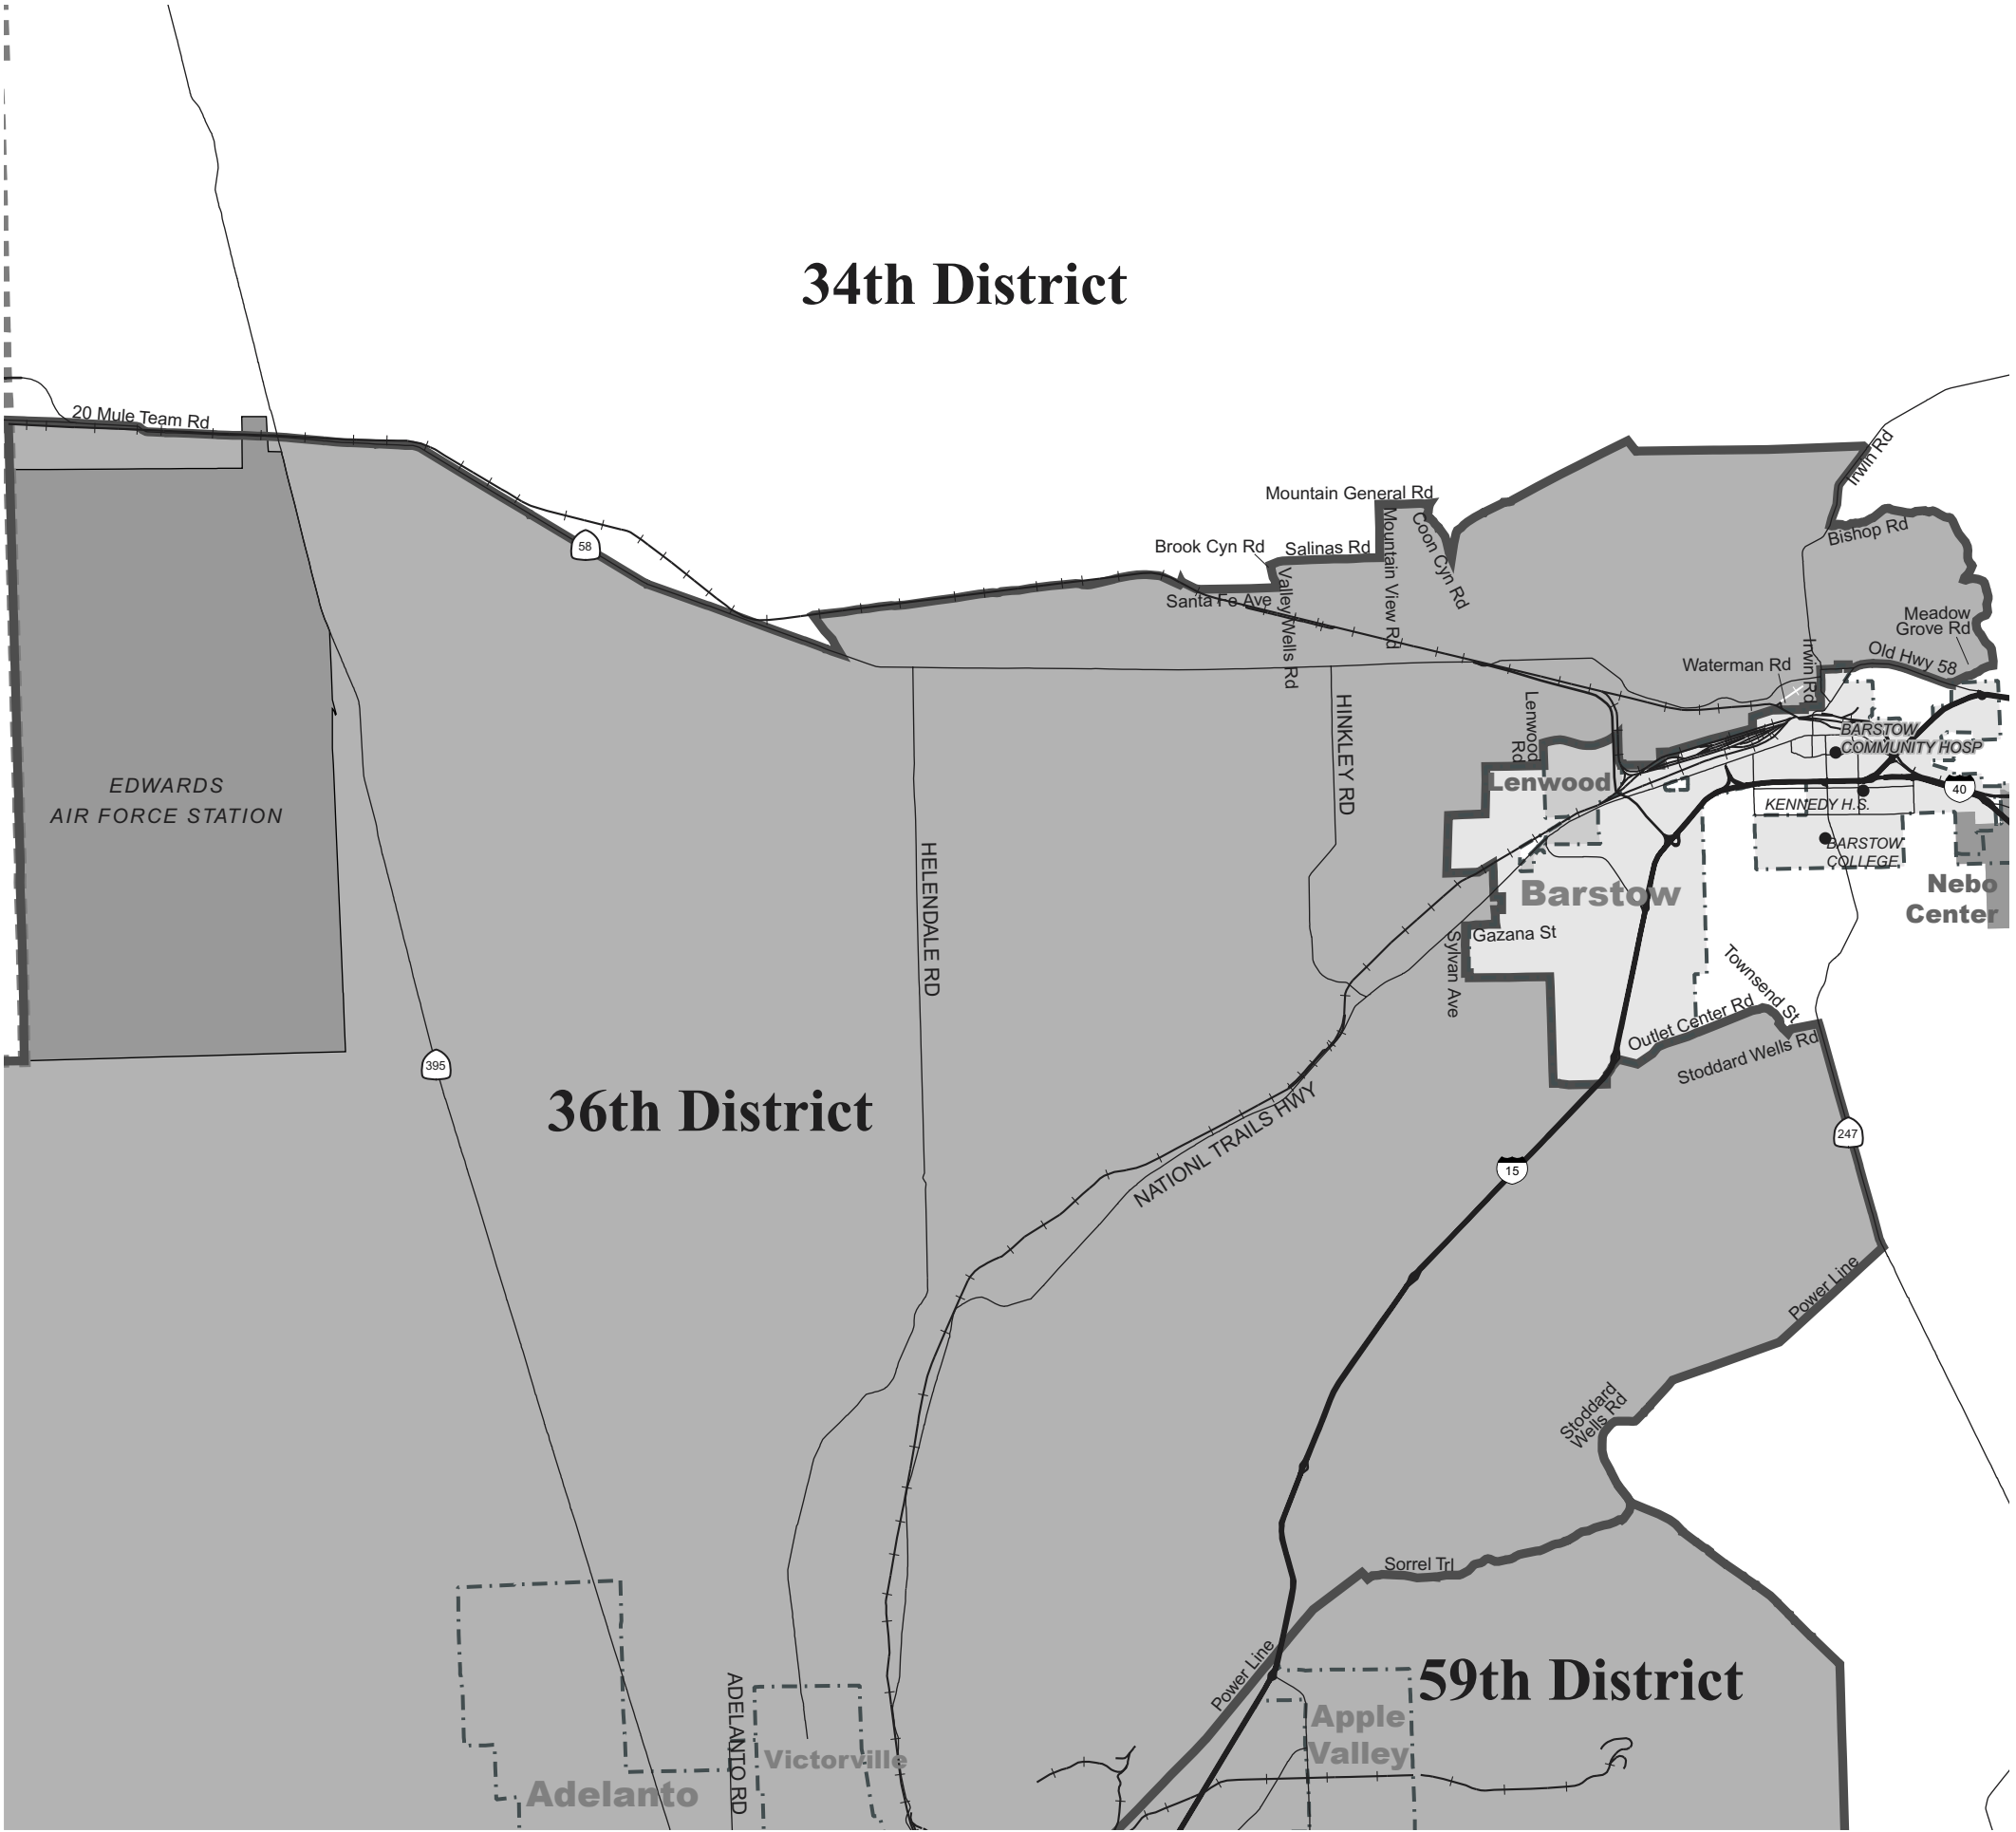 34th District
20 Mule Team Rd
58
Irwin Rd
Mountain General Rd
Bishop Rd
Coon Cyn Rd
Mountain View Rd
Brook Cyn Rd
Salinas Rd
Valley Wells Rd
Santa Fe Ave
Meadow
Grove Rd
Old Hwy 58
Irwin Rd
Waterman Rd
HINKLEY RD
Lenwood
Rd
BARSTOW
COMMUNITY HOSP
EDWARDS
AIR FORCE STATION
Lenwood
40
KENNEDY H.S.
HELENDALE RD
BARSTOW
COLLEGE
Barstow
Nebo
Center
Gazana St
Sylvan Ave
Townsend St
Outlet Center Rd
Stoddard Wells Rd
395
36th District
247
NATIONL TRAILS HWY
15
Power Line
Stoddard
Wells Rd
Sorrel Trl
Power Line
59th District
ADELANTO RD
Apple
Valley
Victorville
Adelanto